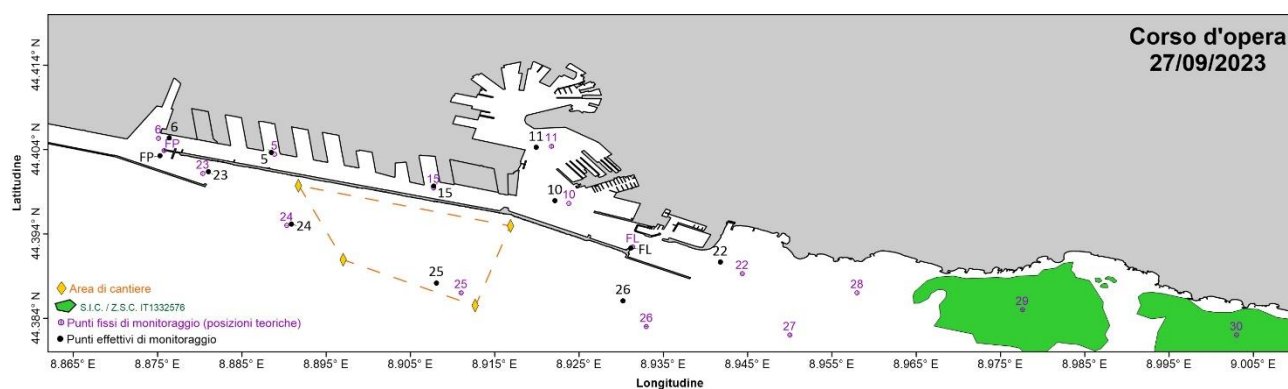 Corso d'opera
27/09/2023
Latitudine
44.414° N
44.404° N
44.394° N
44.384° N
6
6
FP
FP
23
23
5
5
24
24
15
15
11
11
10
10
FL
FL
22
22
25
25
26
26
27
28
29
30
Area di cantiere
S.I.C. / Z.S.C. IT1332576
Punti fissi di monitoraggio (posizioni teoriche)
Punti effettivi di monitoraggio
8.865° E
8.875° E
8.885° E
8.895° E
8.905° E
8.915° E
8.925° E
8.935° E
8.945° E
8.955° E
8.965° E
8.975° E
8.985° E
8.995° E
9.005° E
Longitudine